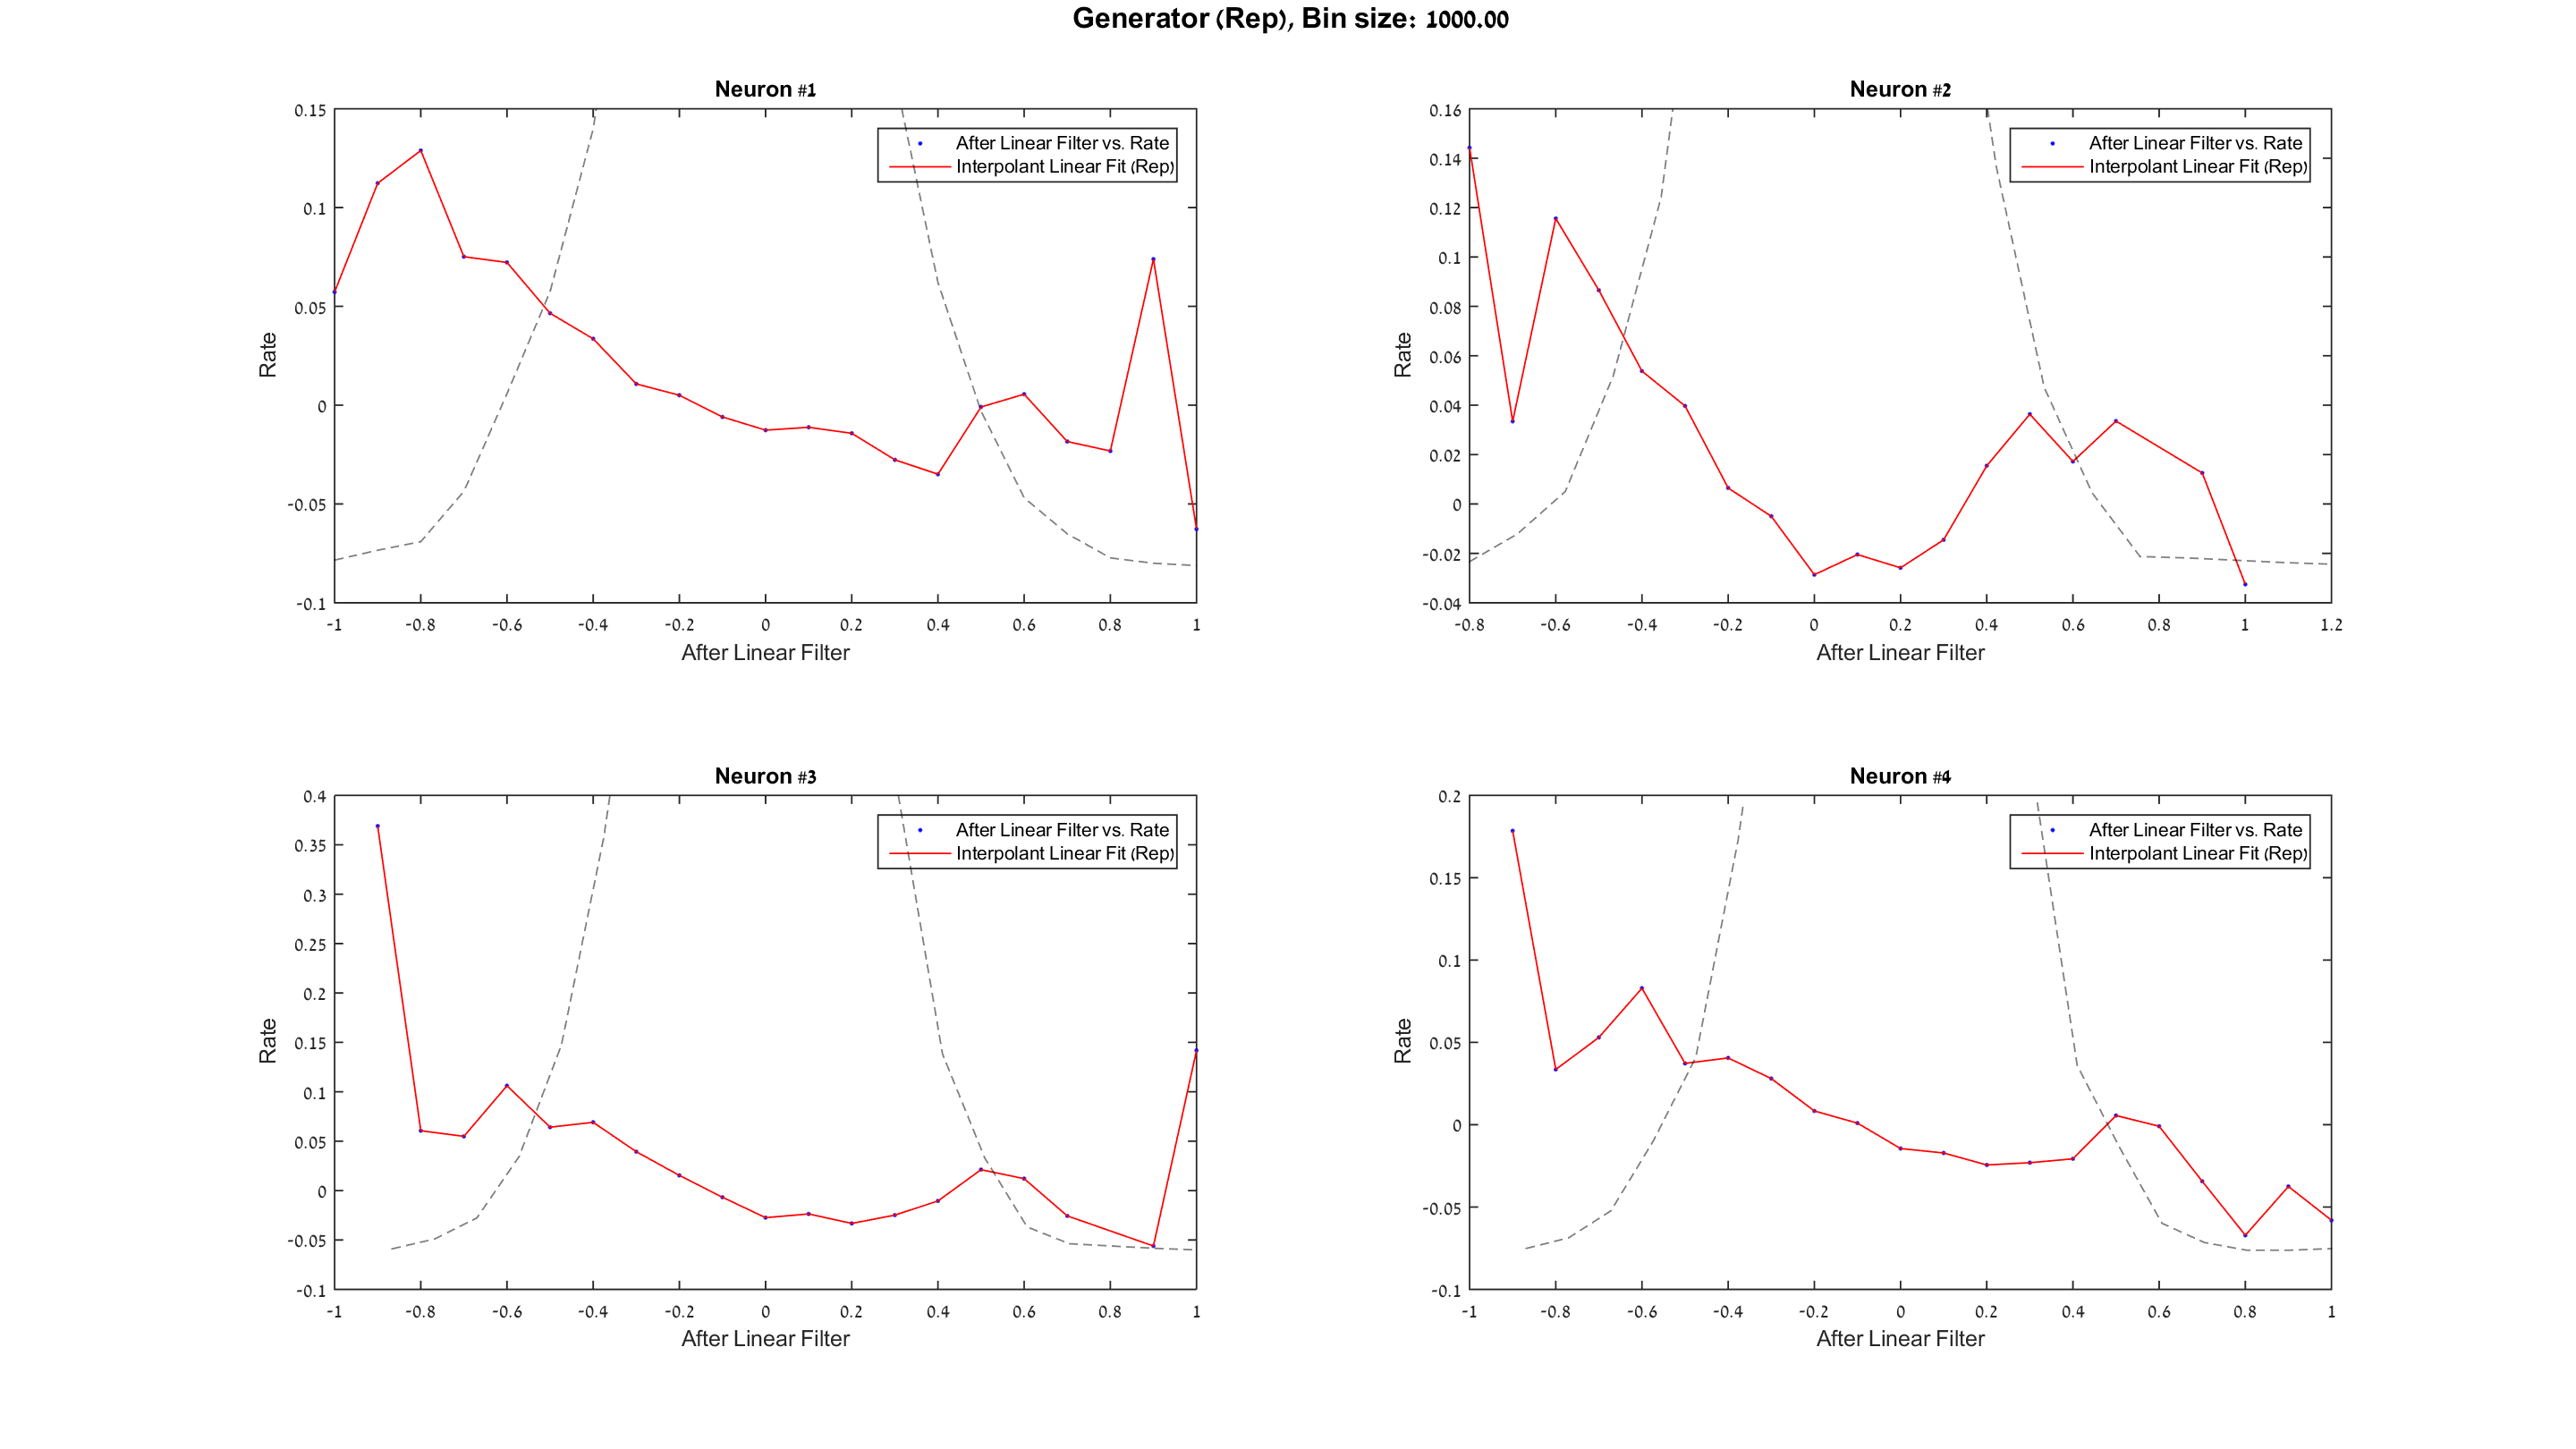 Generator (Rep), Bin size: 1000.00
Neuron #1
0.15
0.1
0.05
0
-0.05
-0.1
Rate
After Linear Filter vs. Rate
Interpolant Linear Fit (Rep)
-1 -0.8 -0.6 -0.4 -0.2 0 0.2 0.4 0.6 0.8 1
After Linear Filter
Neuron #2
0.16
0.14
0.12
0.1
0.08
0.06
0.04
0.02
0
-0.02
-0.04
Rate
After Linear Filter vs. Rate
Interpolant Linear Fit (Rep)
-0.8 -0.6 -0.4 -0.2 0 0.2 0.4 0.6 0.8 1 1.2
After Linear Filter
Neuron #3
0.4
0.35
0.3
0.25
0.2
0.15
0.1
0.05
0
-0.05
-0.1
Rate
After Linear Filter vs. Rate
Interpolant Linear Fit (Rep)
-1 -0.8 -0.6 -0.4 -0.2 0 0.2 0.4 0.6 0.8 1
After Linear Filter
Neuron #4
0.2
0.15
0.1
0.05
0
-0.05
-0.1
Rate
After Linear Filter vs. Rate
Interpolant Linear Fit (Rep)
-1 -0.8 -0.6 -0.4 -0.2 0 0.2 0.4 0.6 0.8 1
After Linear Filter